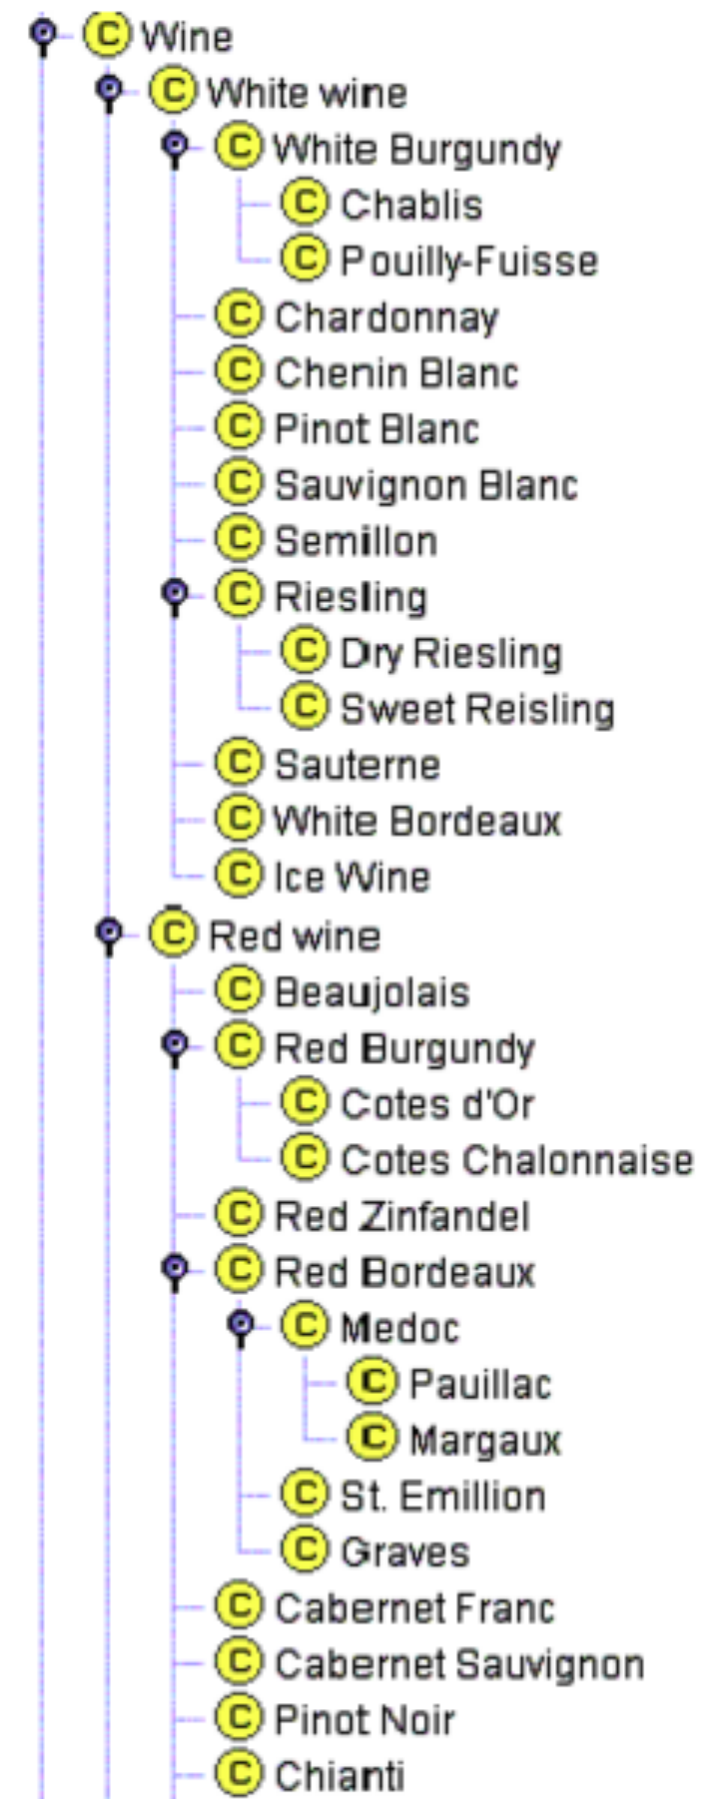 C Wine
C White wine
C White Burgundy
C Chablis
C Pouilly-Fuisse
C Chardonnay
C Chenin Blanc
C Pinot Blanc
C Sauvignon Blanc
C Semillon
C Riesling
C Dry Riesling
C Sweet Reisling
C Sauterne
C White Bordeaux
C Ice Wine
C Red wine
C Beaujolais
C Red Burgundy
C Cotes d'Or
C Cotes Chalonnaise
C Red Zinfandel
C Red Bordeaux
C Medoc
C Pauillac
C Margaux
C St. Emillion
C Graves
C Cabernet Franc
C Cabernet Sauvignon
C Pinot Noir
C Chianti